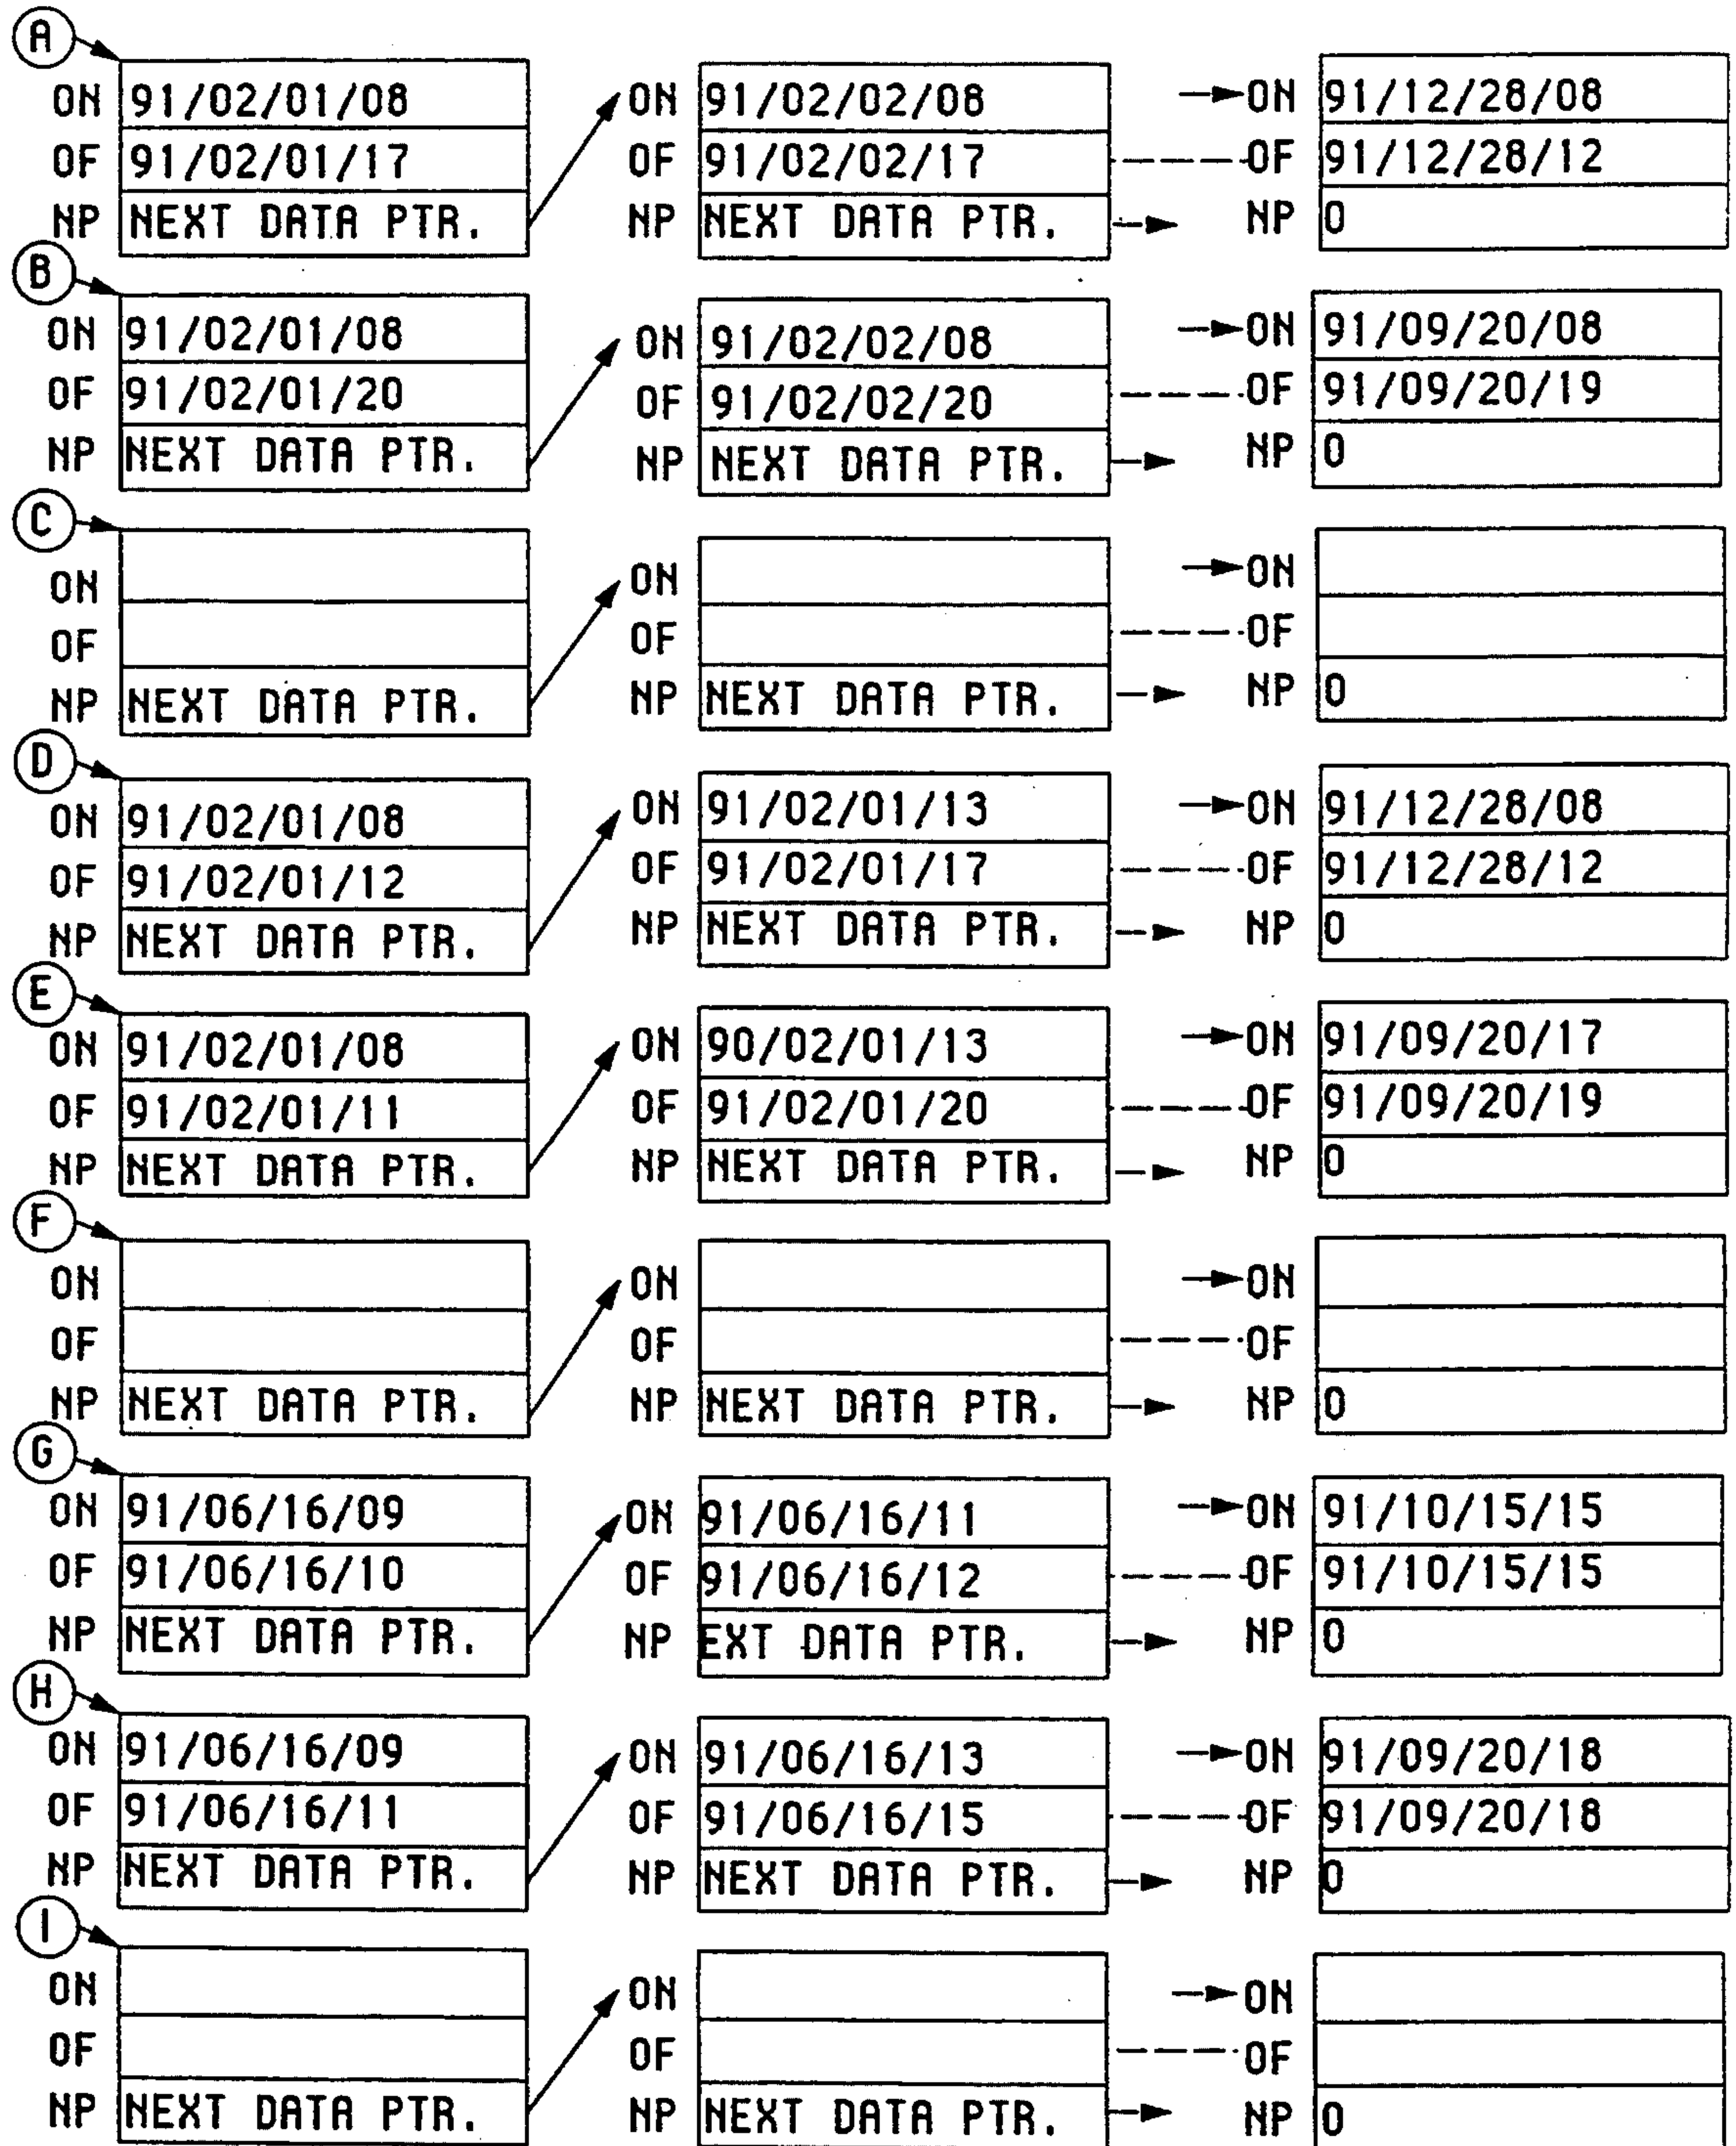 A
ON 91/02/01/08 ON 91/02/02/08 ON 91/12/28/08
OF 91/02/01/17 OF 91/02/02/17 OF 91/12/28/12
NP NEXT DATA PTR. NP NEXT DATA PTR. NP 0
B
ON 91/02/01/08 ON 91/02/02/08 ON 91/09/20/08
OF 91/02/01/20 OF 91/02/02/20 OF 91/09/20/19
NP NEXT DATA PTR. NP NEXT DATA PTR. NP 0
C
ON ON ON
OF OF OF
NP NEXT DATA PTR. NP NEXT DATA PTR. NP 0
D
ON 91/02/01/08 ON 91/02/01/13 ON 91/12/28/08
OF 91/02/01/12 OF 91/02/01/17 OF 91/12/28/12
NP NEXT DATA PTR. NP NEXT DATA PTR. NP 0
E
ON 91/02/01/08 ON 90/02/01/13 ON 91/09/20/17
OF 91/02/01/11 OF 91/02/01/20 OF 91/09/20/19
NP NEXT DATA PTR. NP NEXT DATA PTR. NP 0
F
ON ON ON
OF OF OF
NP NEXT DATA PTR. NP NEXT DATA PTR. NP 0
G
ON 91/06/16/09 ON 91/06/16/11 ON 91/10/15/15
OF 91/06/16/10 OF 91/06/16/12 OF 91/10/15/15
NP NEXT DATA PTR. NP EXT DATA PTR. NP 0
H
ON 91/06/16/09 ON 91/06/16/13 ON 91/09/20/18
OF 91/06/16/11 OF 91/06/16/15 OF 91/09/20/18
NP NEXT DATA PTR. NP NEXT DATA PTR. NP 0
I
ON ON ON
OF OF OF
NP NEXT DATA PTR. NP NEXT DATA PTR. NP 0